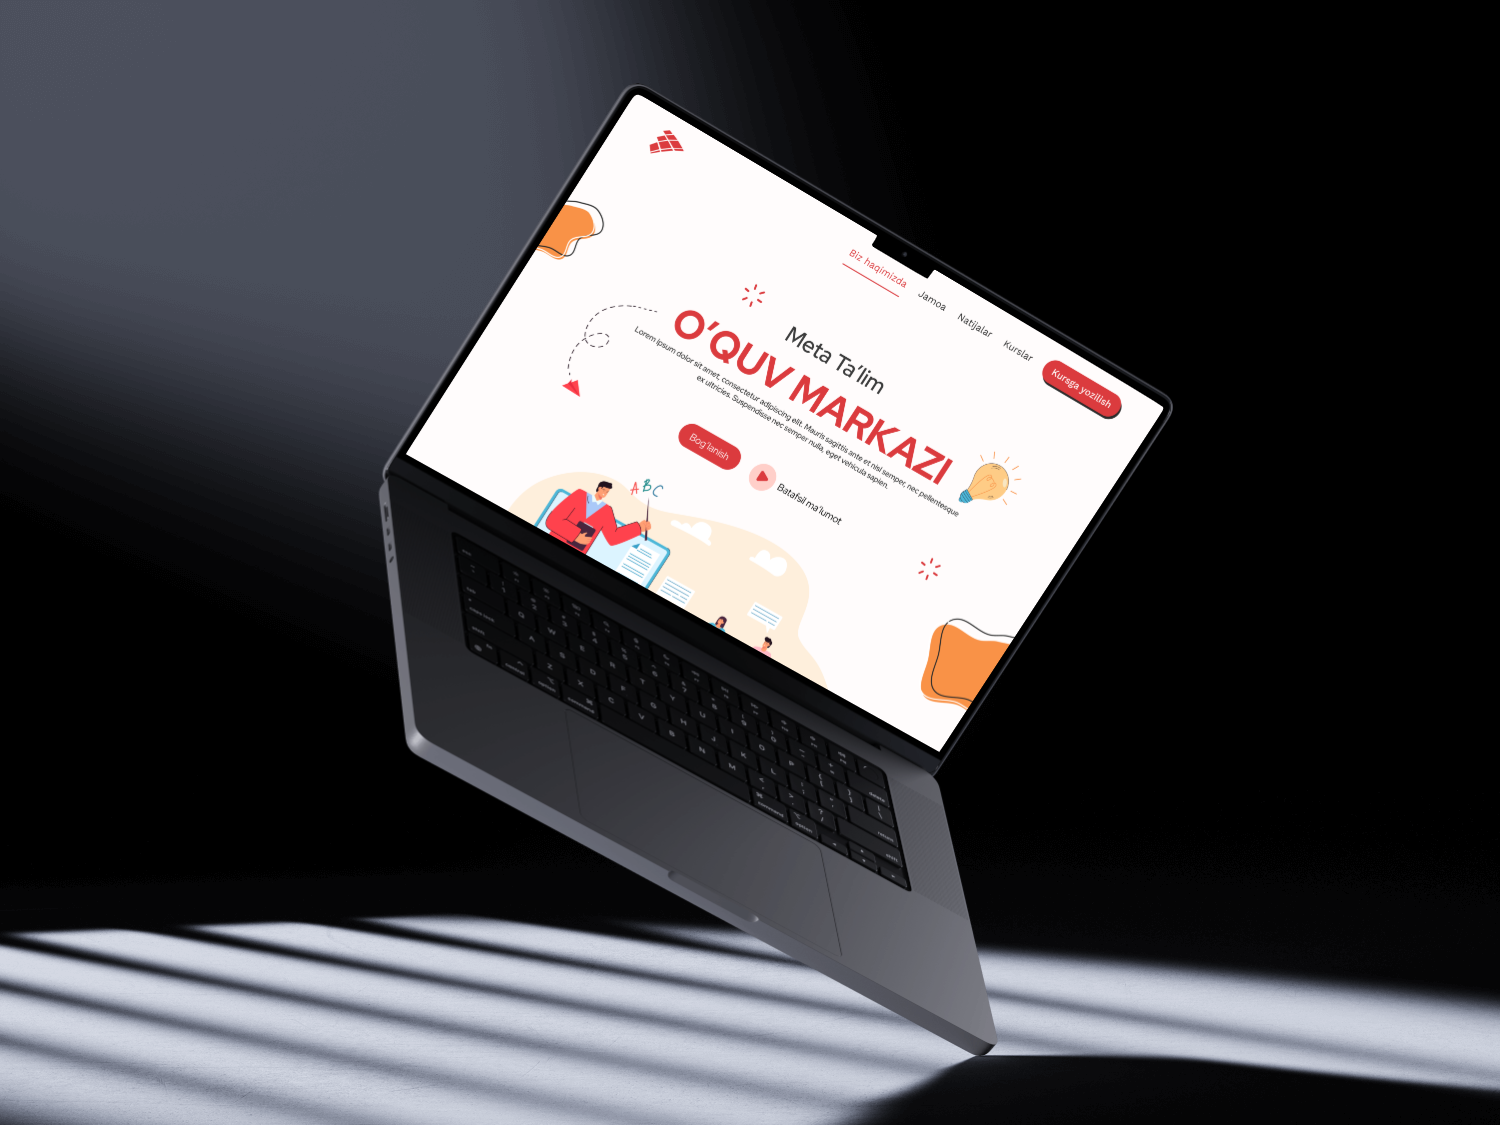 Biz haqimizda
Jamoa
Natijalar
Kurslar
Kursga yozilish
Meta Ta'lim
O'QUV MARKAZI
Lorem ipsum dolor sit amet, consectetur adipiscing elit. Mauris sagittis ante et nisl semper, nec pellentesque
ex ultricies. Suspendisse nec semper nulla, eget vehicula sapien.
Bog'lanish
Batafsil ma'lumot
ABC